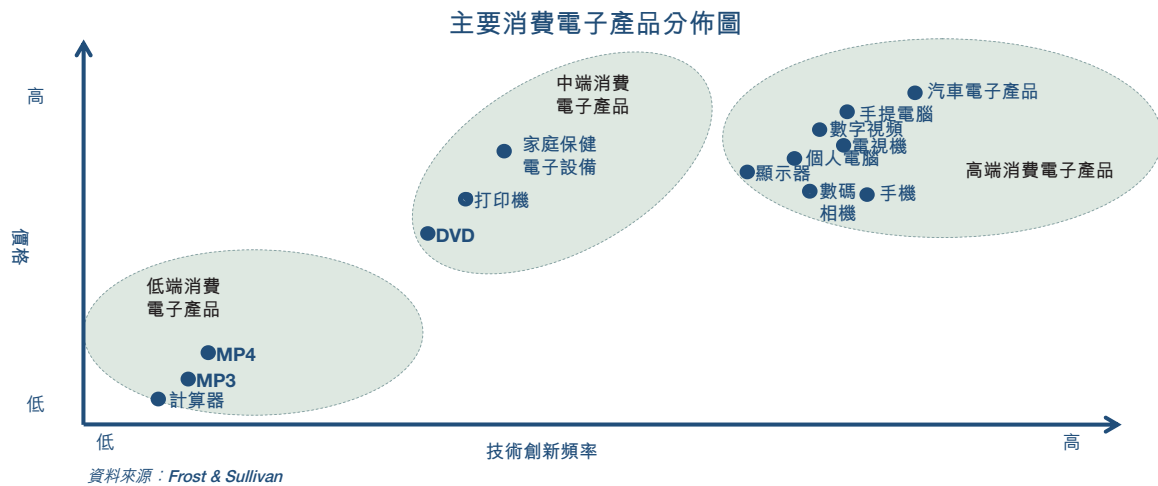 主要消費電子產品分佈圖
高
價格
低
中端消費
電子產品
家庭保健
電子設備
打印機
DVD
汽車電子產品
手提電腦
數字視頻
電視機
個人電腦
顯示器
高端消費電子產品
數碼
相機
手機
低端消費
電子產品
MP4
MP3
計算器
低
技術創新頻率
高
資料來源：Frost & Sullivan